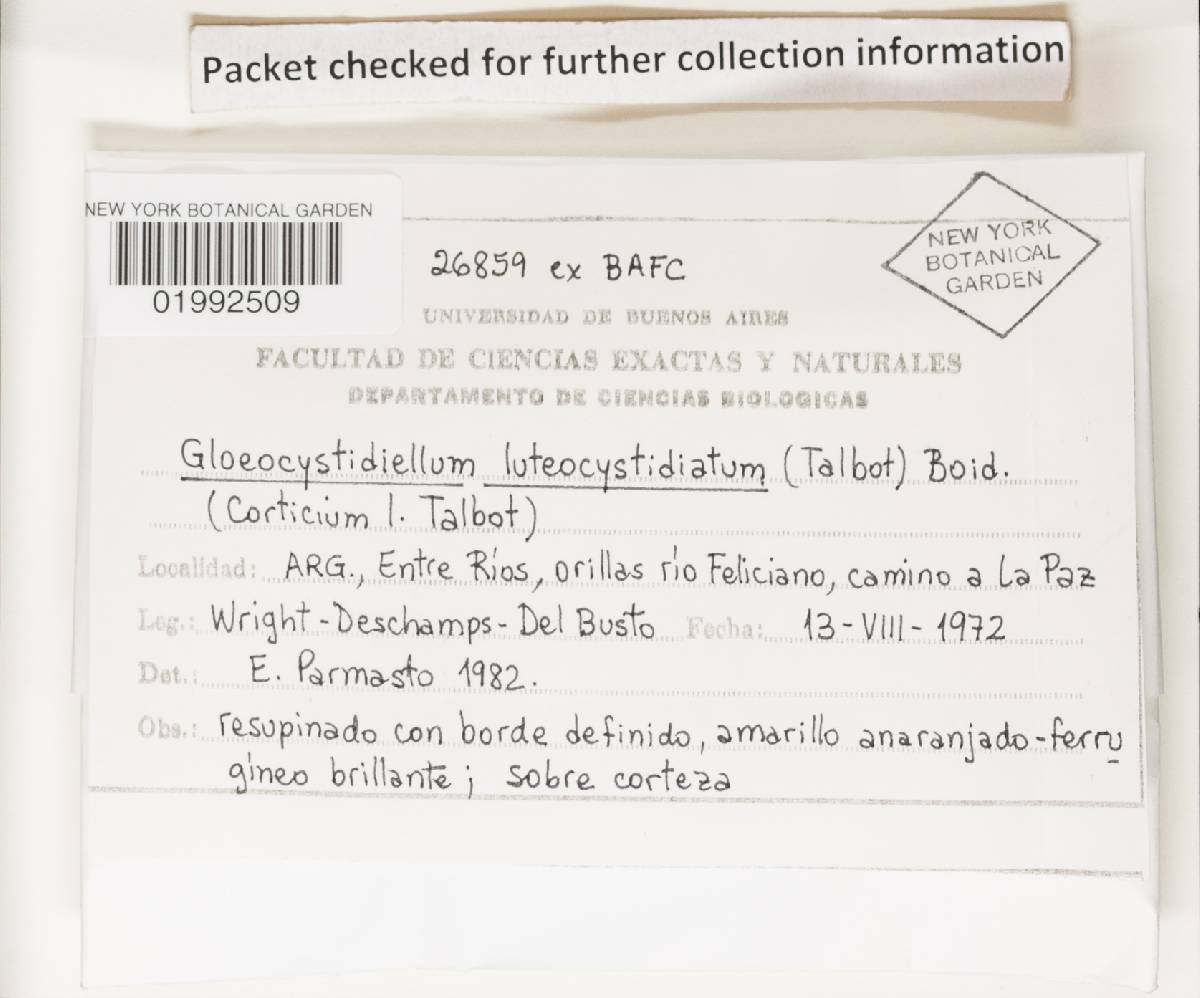 Packet checked for further collection information
NEW YORK BOTANICAL GARDEN
01992509
NEW YORK
BOTANICAL
GARDEN
26859 ex BAFC
UNIVERSIDAD DE BUENOS AIRES
FACULTAD DE CIENCIAS EXACTAS Y NATURALES
DEPARTAMENTO DE CIENCIAS BIOLOGICAS
Gloeocystidiellum luteocystidiatum (Talbot) Boid.
(Corticium l. Talbot)
Localidad: ARG., Entre Ríos, orillas río Feliciano, camino a La Paz
Leg.: Wright-Deschamps-Del Busto Fecha: 13-VIII-1972
Det.: E. Parmasto 1982.
Obs.: resupinado con borde definido, amarillo anaranjado-ferru
gineo brillante; sobre corteza